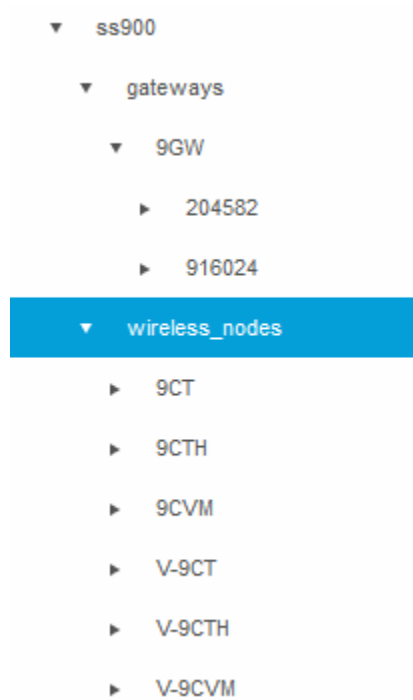 ss900
gateways
9GW
204582
916024
wireless_nodes
9CT
9CTH
9CVM
V-9CT
V-9CTH
V-9CVM